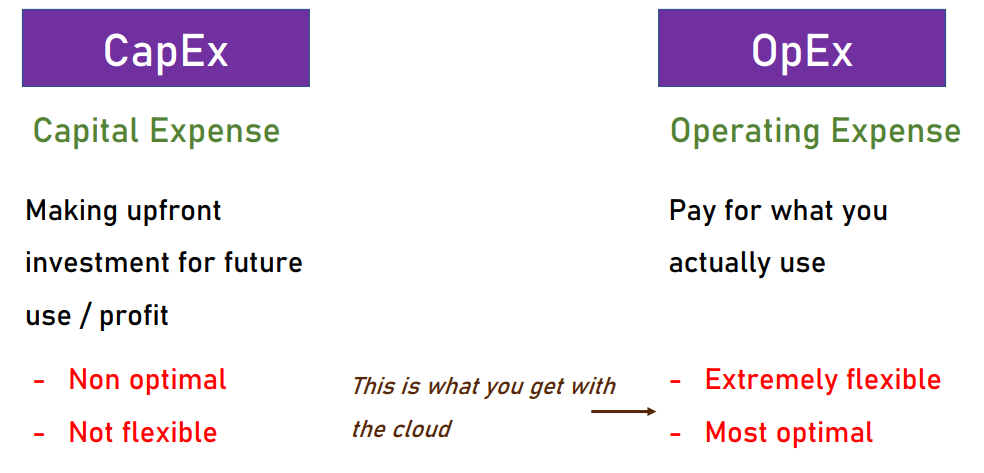 CapEx
Capital Expense
Making upfront
investment for future
use / profit
- Non optimal
- Not flexible
This is what you get with
the cloud
OpEx
Operating Expense
Pay for what you
actually use
- Extremely flexible
- Most optimal